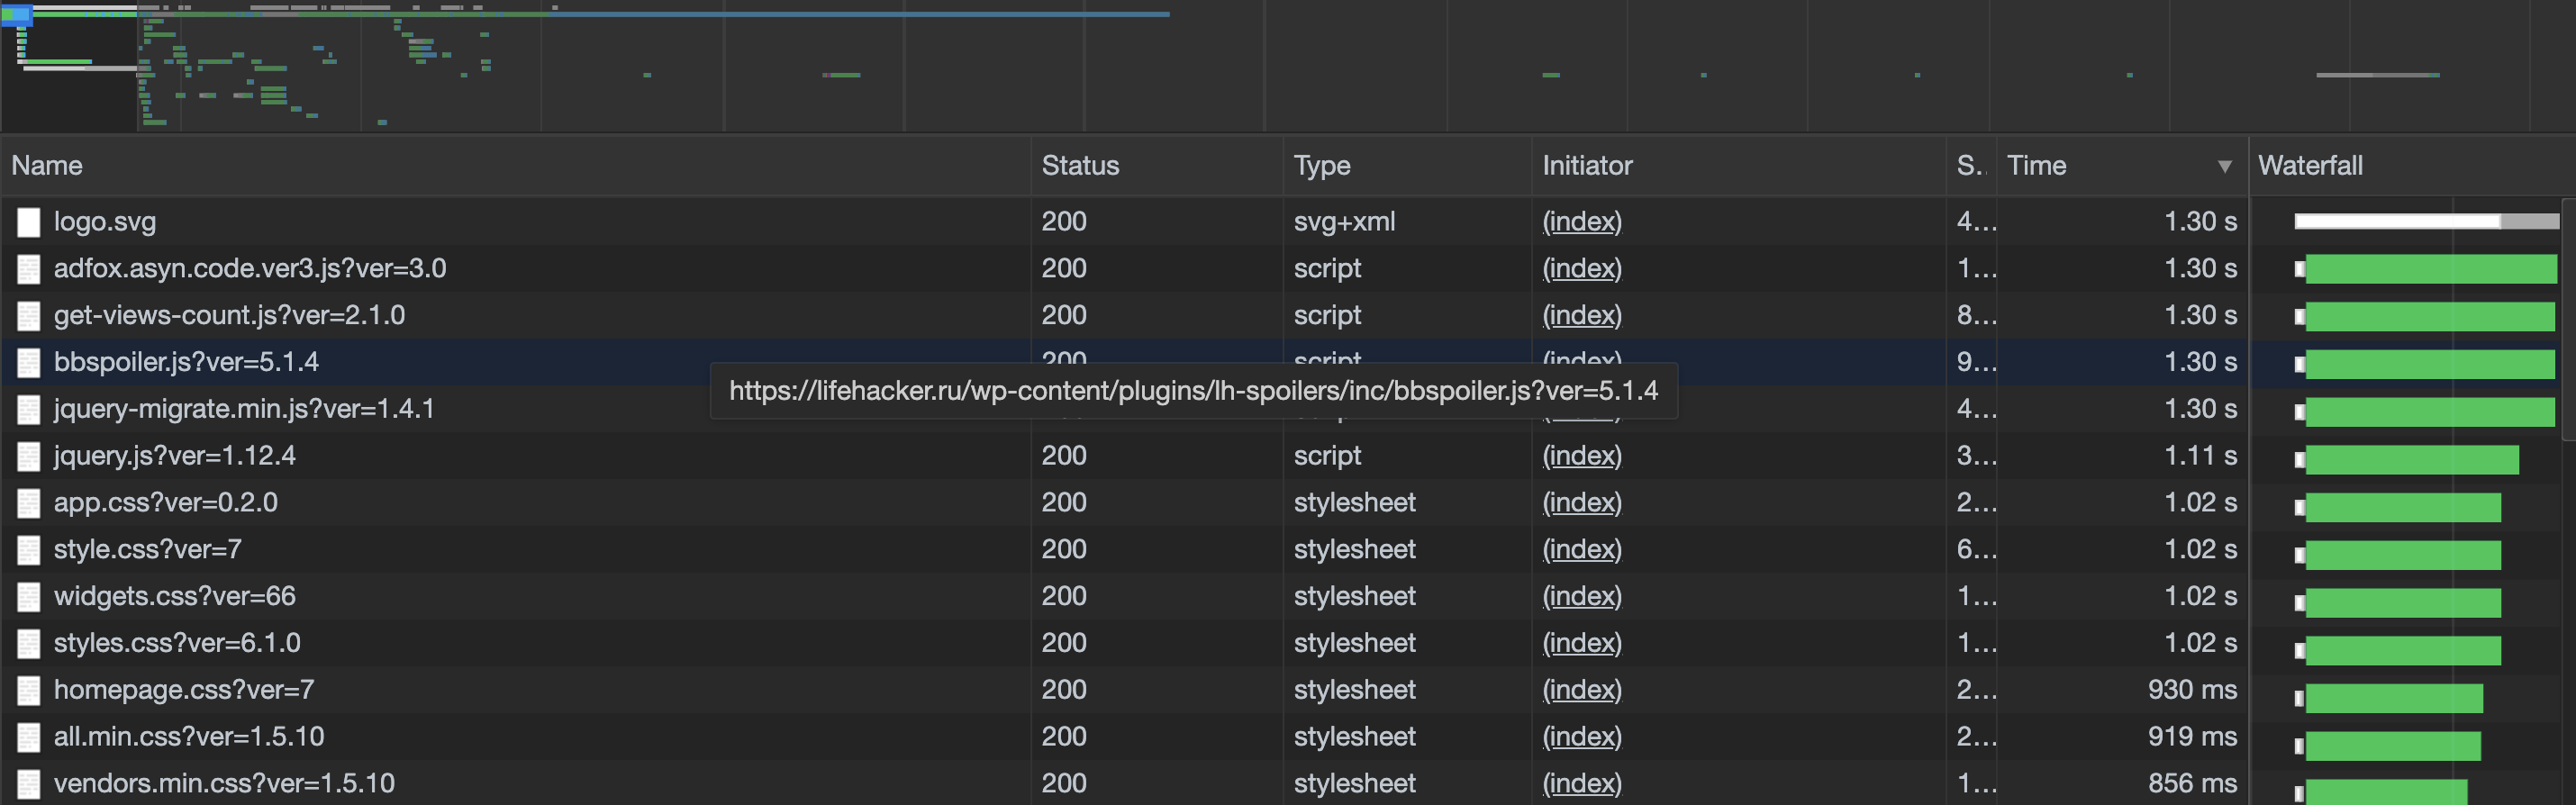 Name Status Type Initiator S. Time ▼ Waterfall
logo.svg 200 svg+xml (index) 4... 1.30 s
adfox.asyn.code.ver3.js?ver=3.0 200 script (index) 1... 1.30 s
get-views-count.js?ver=2.1.0 200 script (index) 8... 1.30 s
bbspoiler.js?ver=5.1.4 200 script (index) 9... 1.30 s
https://lifehacker.ru/wp-content/plugins/lh-spoilers/inc/bbspoiler.js?ver=5.1.4
jquery-migrate.min.js?ver=1.4.1 4... 1.30 s
jquery.js?ver=1.12.4 200 script (index) 3... 1.11 s
app.css?ver=0.2.0 200 stylesheet (index) 2... 1.02 s
style.css?ver=7 200 stylesheet (index) 6... 1.02 s
widgets.css?ver=66 200 stylesheet (index) 1... 1.02 s
styles.css?ver=6.1.0 200 stylesheet (index) 1... 1.02 s
homepage.css?ver=7 200 stylesheet (index) 2... 930 ms
all.min.css?ver=1.5.10 200 stylesheet (index) 2... 919 ms
vendors.min.css?ver=1.5.10 200 stylesheet (index) 1... 856 ms